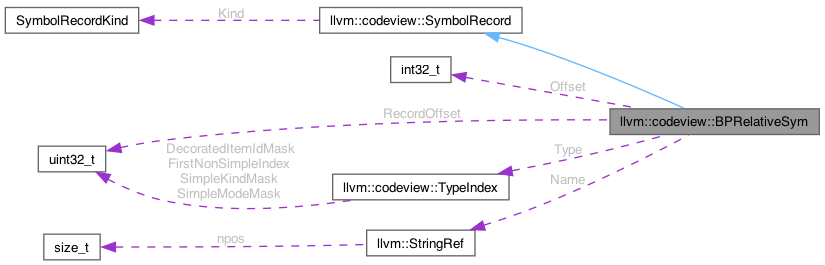 SymbolRecordKind
Kind
llvm::codeview::SymbolRecord
int32_t
Offset
RecordOffset
llvm::codeview::BPRelativeSym
uint32_t
DecoratedItemIdMask
FirstNonSimpleIndex
SimpleKindMask
SimpleModeMask
Type
llvm::codeview::TypeIndex
Name
size_t
npos
llvm::StringRef